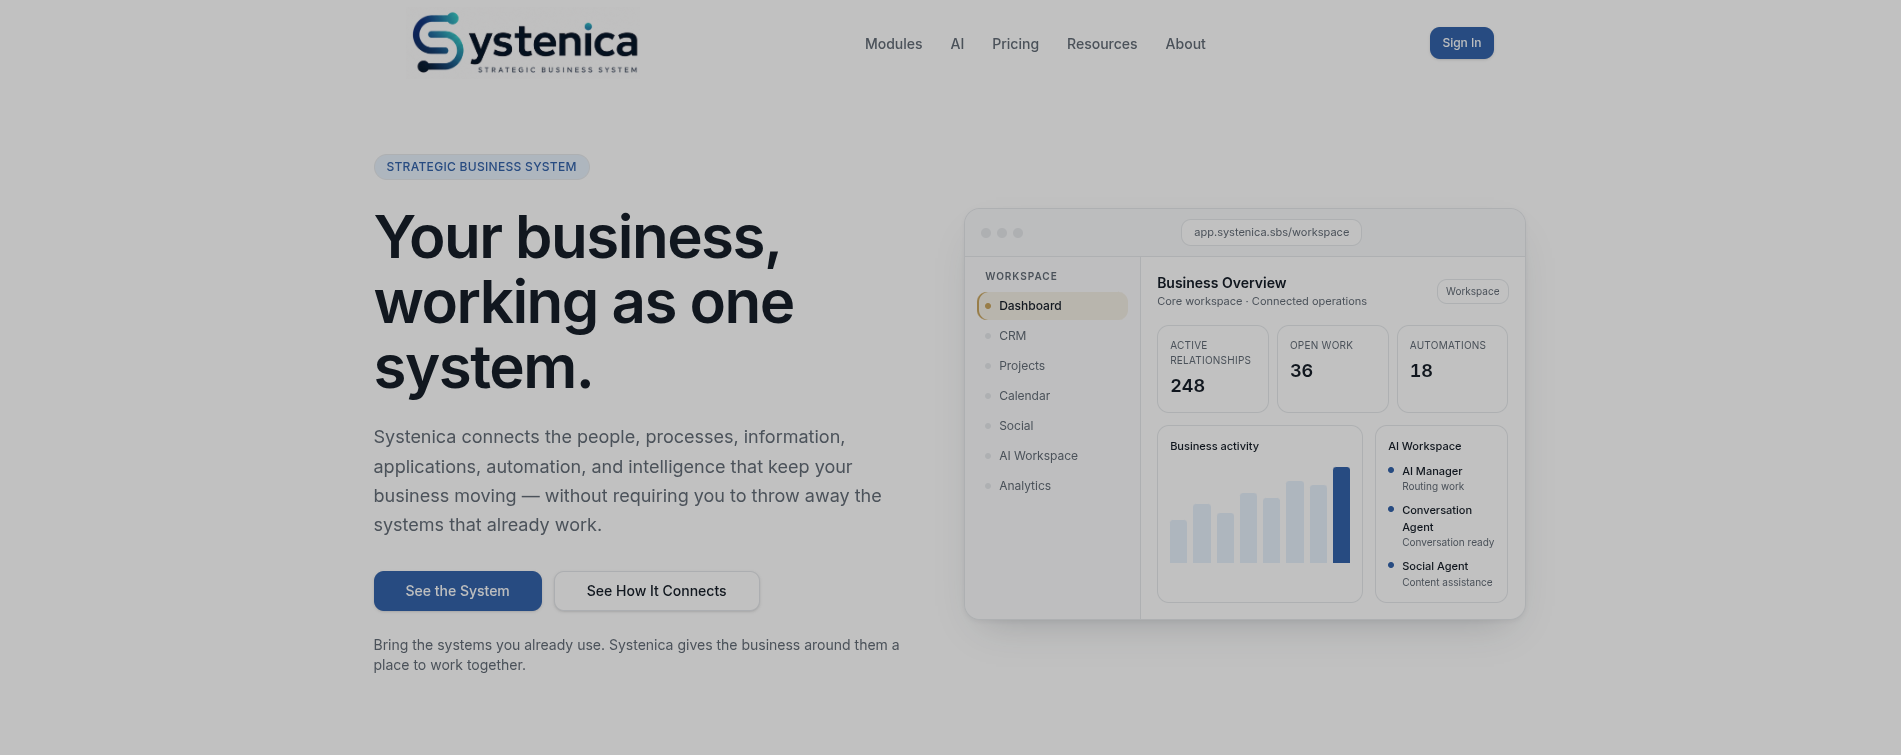 Systenica
STRATEGIC BUSINESS SYSTEM
Modules
AI
Pricing
Resources
About
Sign In
STRATEGIC BUSINESS SYSTEM
Your business,
working as one
system.
Systenica connects the people, processes, information,
applications, automation, and intelligence that keep your
business moving — without requiring you to throw away the
systems that already work.
See the System
See How It Connects
Bring the systems you already use. Systenica gives the business around them a
place to work together.
app.systenica.sbs/workspace
WORKSPACE
Dashboard
CRM
Projects
Calendar
Social
AI Workspace
Analytics
Business Overview
Core workspace · Connected operations
Workspace
ACTIVE
RELATIONSHIPS
248
OPEN WORK
36
AUTOMATIONS
18
Business activity
AI Workspace
AI Manager
Routing work
Conversation
Agent
Conversation ready
Social Agent
Content assistance